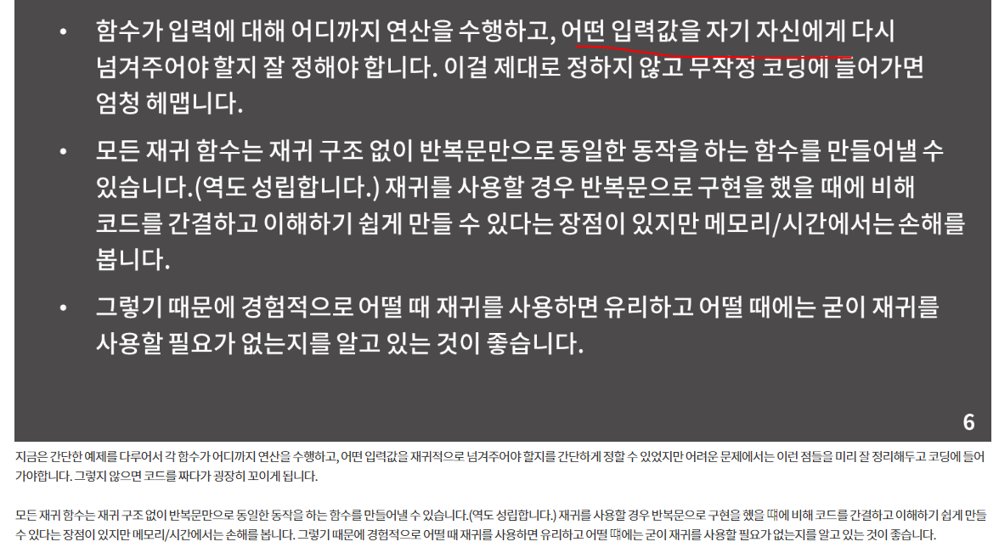 • 함수가 입력에 대해 어디까지 연산을 수행하고, 어떤 입력값을 자기 자신에게 다시
넘겨주어야 할지 잘 정해야 합니다. 이걸 제대로 정하지 않고 무작정 코딩에 들어가면
엄청 헤맵니다.
• 모든 재귀 함수는 재귀 구조 없이 반복문만으로 동일한 동작을 하는 함수를 만들어낼 수
있습니다.(역도 성립합니다.) 재귀를 사용할 경우 반복문으로 구현을 했을 때에 비해
코드를 간결하고 이해하기 쉽게 만들 수 있다는 장점이 있지만 메모리/시간에서는 손해를
봅니다.
• 그렇기 때문에 경험적으로 어떨 때 재귀를 사용하면 유리하고 어떨 때에는 굳이 재귀를
사용할 필요가 없는지를 알고 있는 것이 좋습니다.
6
지금은 간단한 예제를 다루어서 각 함수가 어디까지 연산을 수행하고, 어떤 입력값을 재귀적으로 넘겨주어야 할지를 간단하게 정할 수 있었지만 어려운 문제에서는 이런 점들을 미리 잘 정리해두고 코딩에 들어
가야합니다. 그렇지 않으면 코드를 짜다가 굉장히 꼬이게 됩니다.
모든 재귀 함수는 재귀 구조 없이 반복문만으로 동일한 동작을 하는 함수를 만들어낼 수 있습니다.(역도 성립합니다.) 재귀를 사용할 경우 반복문으로 구현을 했을 떄에 비해 코드를 간결하고 이해하기 쉽게 만들
수 있다는 장점이 있지만 메모리/시간에서는 손해를 봅니다. 그렇기 때문에 경험적으로 어떨 때 재귀를 사용하면 유리하고 어떨 떄에는 굳이 재귀를 사용할 필요가 없는지를 알고 있는 것이 좋습니다.